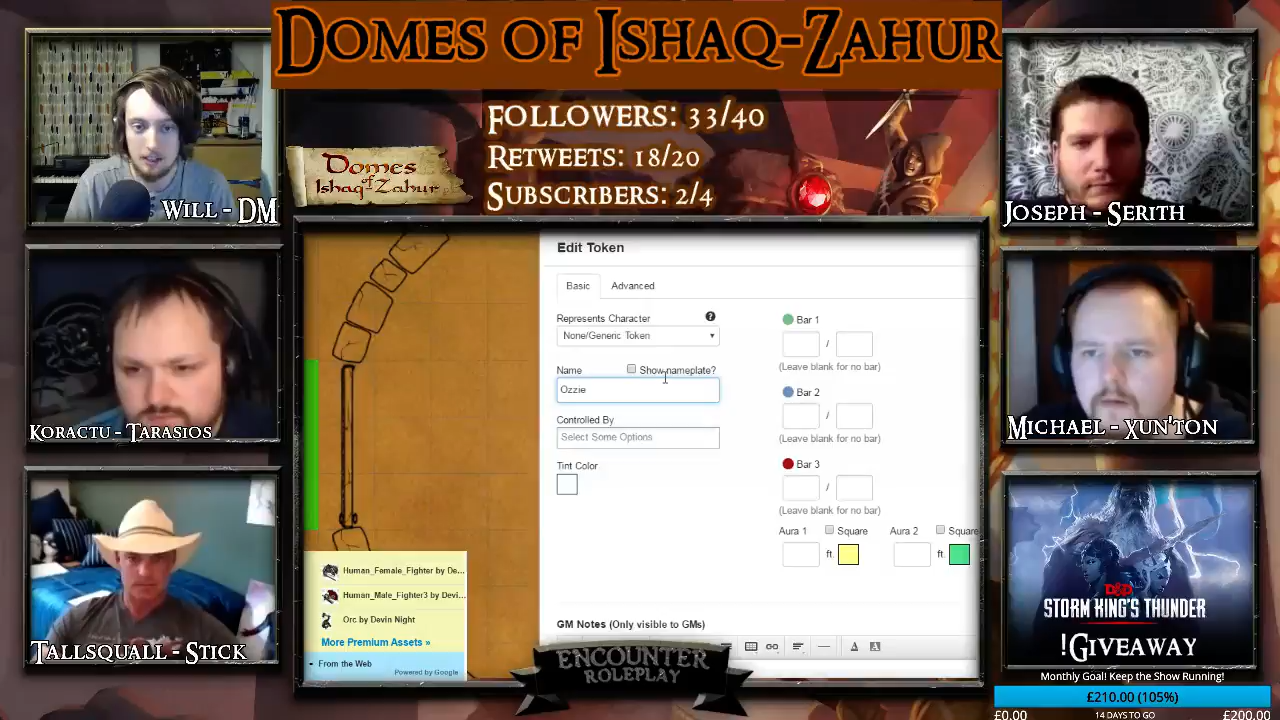 DOMES OF ISHAQ-ZAHUR
FOLLOWERS: 33/40
RETWEETS: 18/20
SUBSCRIBERS: 2/4
Domes
of
Ishaq Zahur
WILL - DM
JOSEPH - SERITH
KORACTU - TARASIOS
MICHAEL - XUN'TON
TALLSQUALL - STICK
Edit Token
Basic
Advanced
Represents Character
?
None/Generic Token
Name
Show nameplate?
Ozzie
Controlled By
Select Some Options
Tint Color
Bar 1
/
(Leave blank for no bar)
Bar 2
/
(Leave blank for no bar)
Bar 3
/
(Leave blank for no bar)
Aura 1 Square Aura 2 Square
ft. ft.
GM Notes (Only visible to GMs)
A A
Human_Female_Fighter by De...
Human_Male_Fighter3 by Devi...
Orc by Devin Night
More Premium Assets »
From the Web
Powered by Google
ENCOUNTER
ROLEPLAY
D&D
STORM KING'S THUNDER
!GIVEAWAY
Monthly Goal! Keep the Show Running!
£210.00 (105%)
£0.00 14 DAYS TO GO £200.00